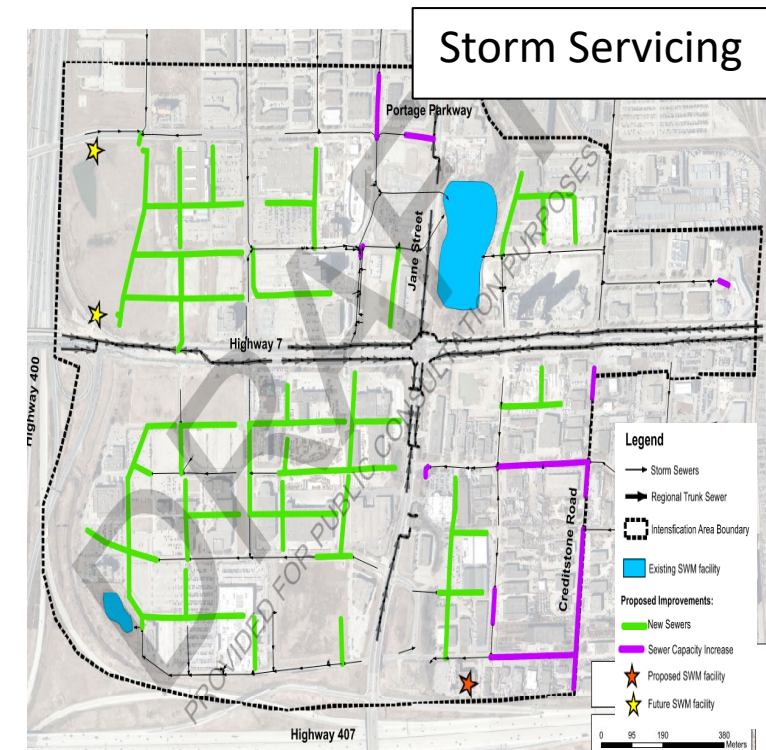 Storm Servicing
Portage Parkway
Jane Street
Highway 7
Highway 400
Creditstone Road
Highway 407
DRAFT
PROVIDED FOR PUBLIC CONSULTATION PURPOSES
Legend
Storm Sewers
Regional Trunk Sewer
Intensfication Area Boundary
Existing SWM facility
Proposed Improvements:
New Sewers
Sewer Capacity Increase
Proposed SWM facility
Future SWM facility
0 95 190 380
Meters